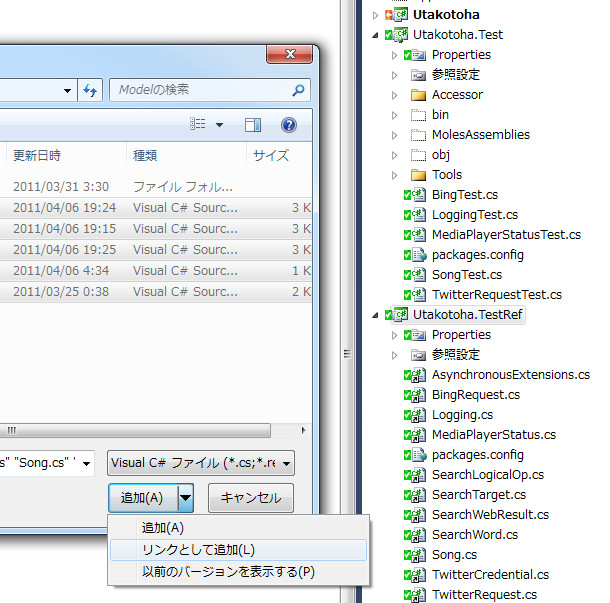 Modelの検索
更新日時 種類 サイズ
2011/03/31 3:30 ファイル フォル...
2011/04/06 19:24 Visual C# Sourc... 3 K
2011/04/06 19:15 Visual C# Sourc... 3 K
2011/04/06 19:25 Visual C# Sourc... 3 K
2011/04/06 4:34 Visual C# Sourc... 1 K
2011/03/25 0:38 Visual C# Sourc... 2 K
s" "Song.cs" " Visual C# ファイル (*.cs;*.re
追加(A) キャンセル
追加(A)
リンクとして追加(L)
以前のバージョンを表示する(P)
Utakotoha
Utakotoha.Test
Properties
参照設定
Accessor
bin
MolesAssemblies
obj
Tools
BingTest.cs
LoggingTest.cs
MediaPlayerStatusTest.cs
packages.config
SongTest.cs
TwitterRequestTest.cs
Utakotoha.TestRef
Properties
参照設定
AsynchronousExtensions.cs
BingRequest.cs
Logging.cs
MediaPlayerStatus.cs
packages.config
SearchLogicalOp.cs
SearchTarget.cs
SearchWebResult.cs
SearchWord.cs
Song.cs
TwitterCredential.cs
TwitterRequest.cs